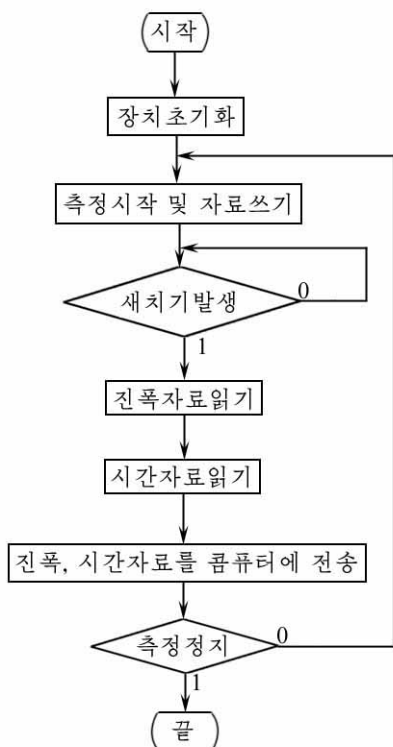 시작
장치초기화
측정시작 및 자료쓰기
새치기발생
0
1
진폭자료읽기
시간자료읽기
진폭, 시간자료를 콤퓨터에 전송
측정정지
0
1
끝